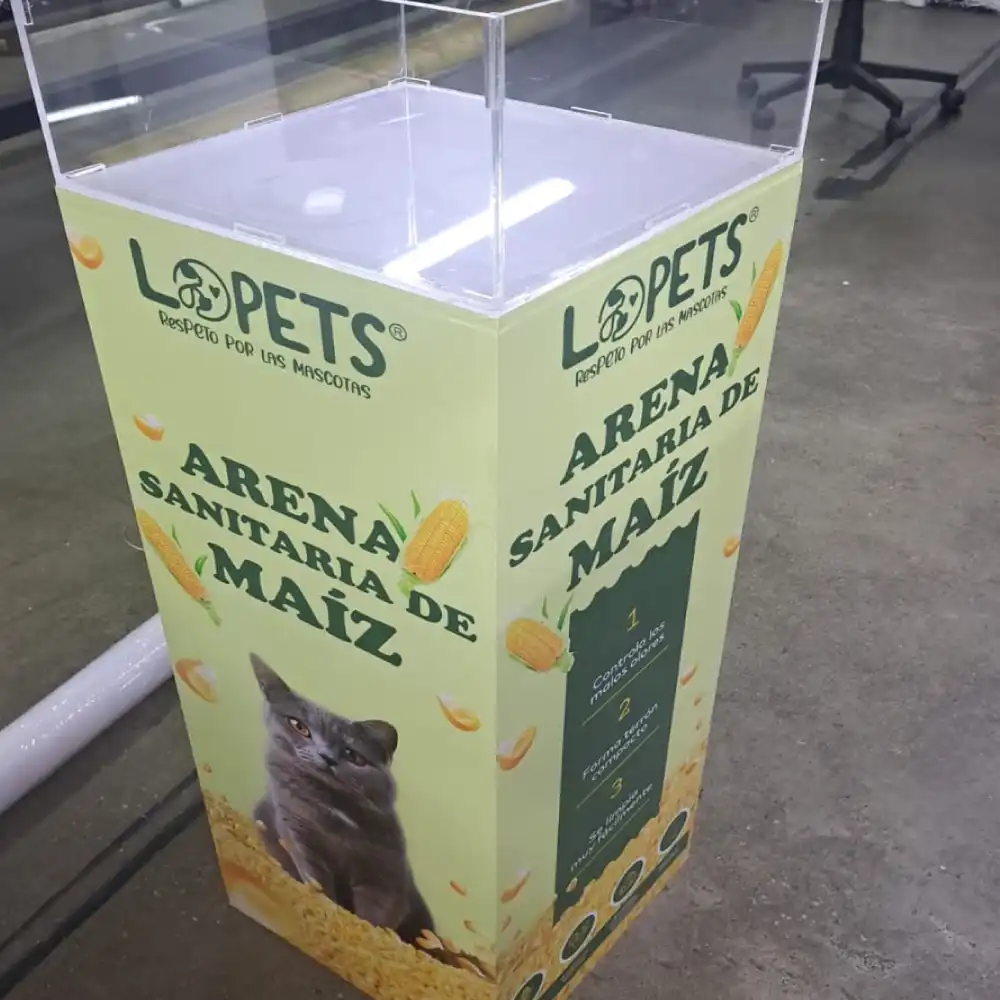 LOPETS®
Respeto por las mascotas
ARENA
SANITARIA DE
MAÍZ
LOPETS®
Respeto por las mascotas
ARENA
SANITARIA DE
MAÍZ
1
Controla los
malos olores
2
Forma terrón
compacto
3
Se limpia
muy fácilmente